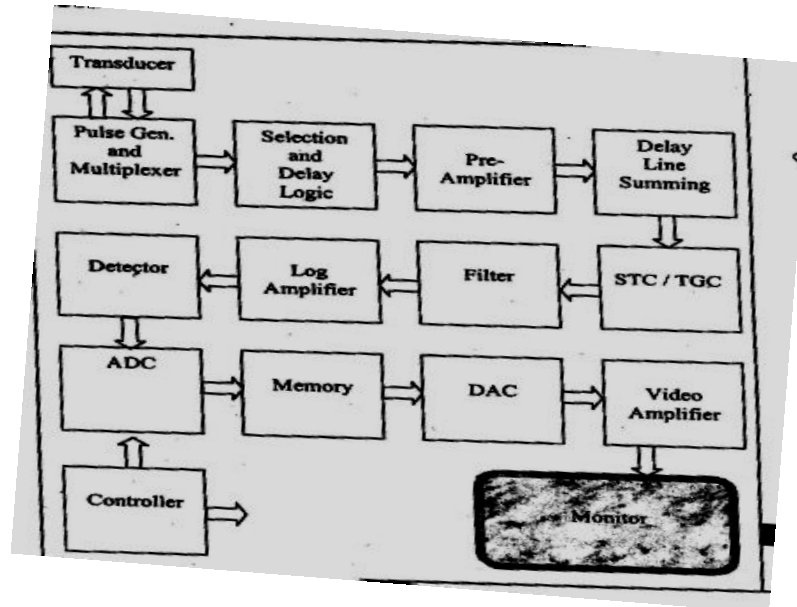 Transducer
Pulse Gen.
and
Multiplexer
Selection
and
Delay
Logic
Pre-
Amplifier
Delay
Line
Summing
Detector
Log
Amplifier
Filter
STC / TGC
ADC
Memory
DAC
Video
Amplifier
Controller
Monitor